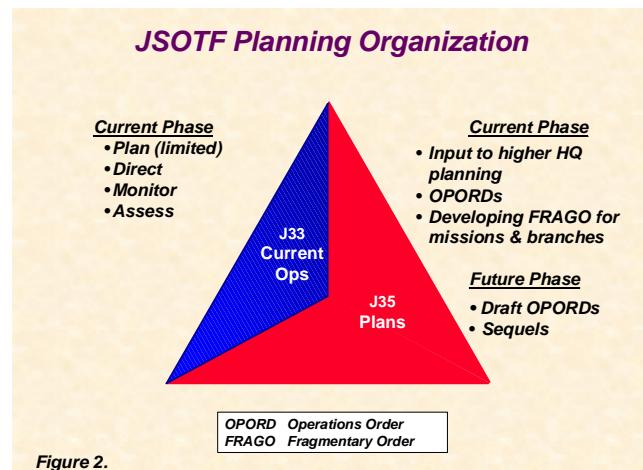 JSOTF Planning Organization
Current Phase
• Plan (limited)
• Direct
• Monitor
• Assess
Current Phase
• Input to higher HQ
planning
• OPORDs
• Developing FRAGO for
missions & branches
Future Phase
• Draft OPORDs
• Sequels
J33
Current
Ops
J35
Plans
OPORD Operations Order
FRAGO Fragmentary Order
Figure 2.